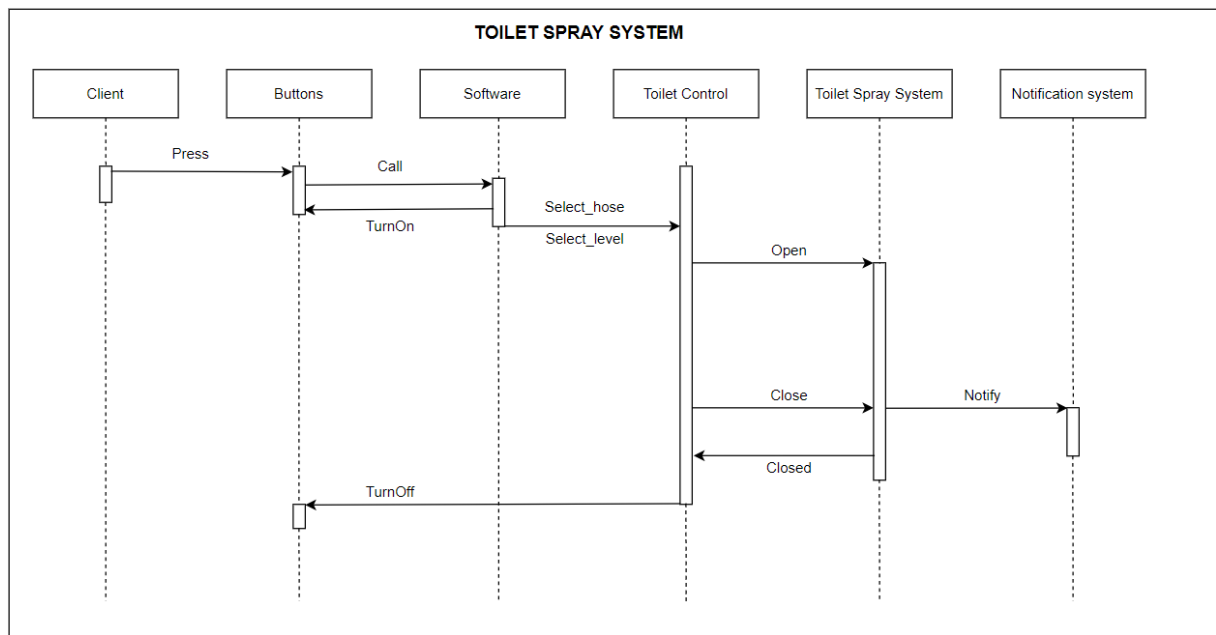 TOILET SPRAY SYSTEM
Client
Buttons
Software
Toilet Control
Toilet Spray System
Notification system
Press
Call
TurnOn
Select_hose
Select_level
Open
Close
Notify
Closed
TurnOff